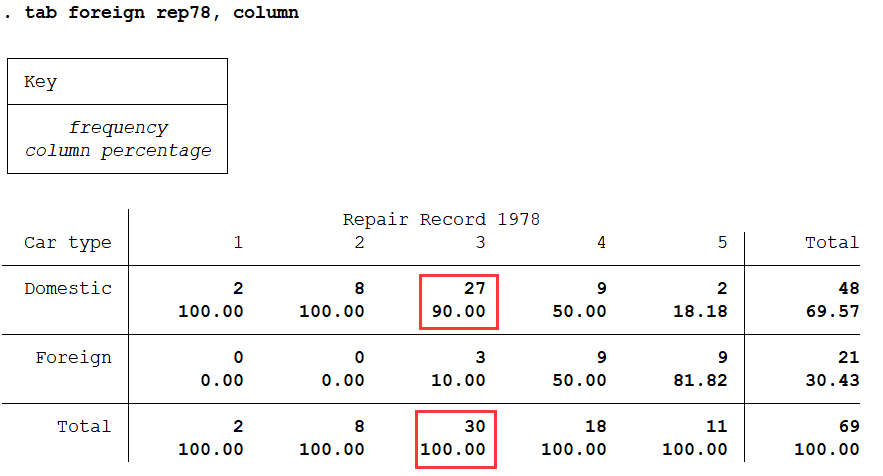 . tab foreign rep78, column
Key
frequency
column percentage
Repair Record 1978
Car type 1 2 3 4 5 Total
Domestic 2 8 27 9 2 48
100.00 100.00 90.00 50.00 18.18 69.57
Foreign 0 0 3 9 9 21
0.00 0.00 10.00 50.00 81.82 30.43
Total 2 8 30 18 11 69
100.00 100.00 100.00 100.00 100.00 100.00